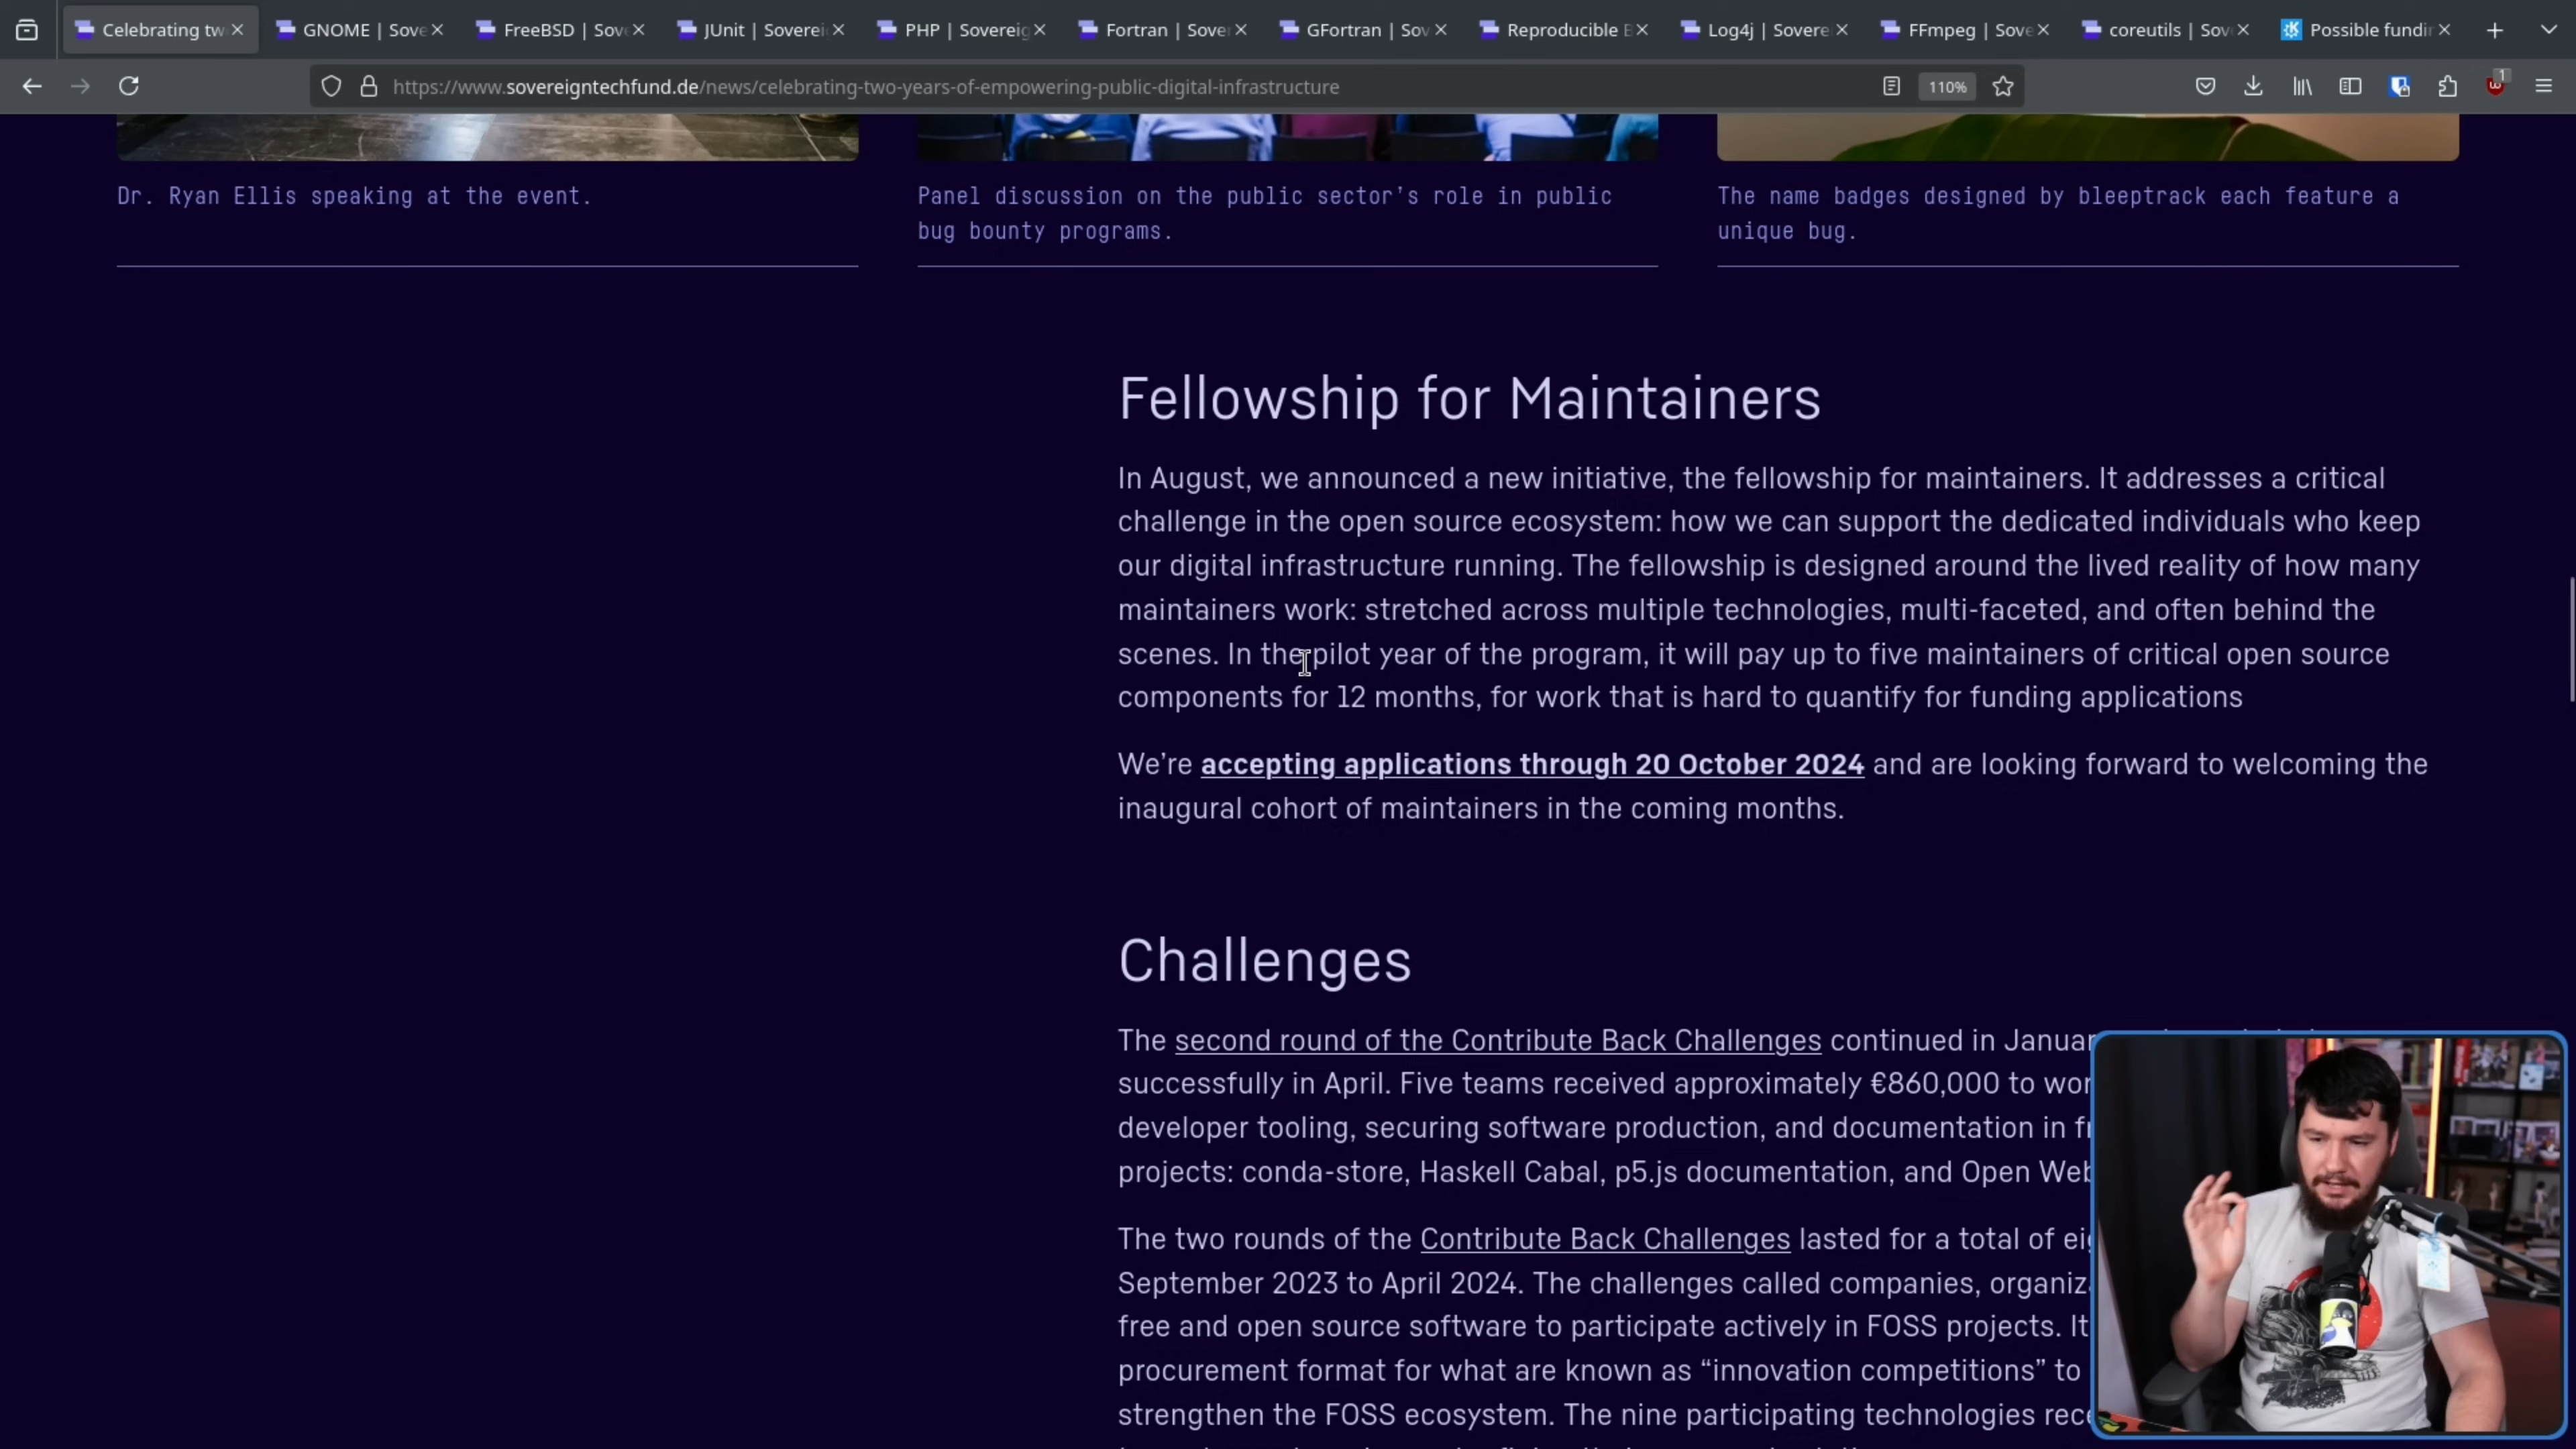 Celebrating tw
GNOME | Sove
FreeBSD | Sov
JUnit | Soverei
PHP | Sovereig
Fortran | Sover
GFortran | Sov
Reproducible B
Log4j | Sovere
FFmpeg | Sove
coreutils | Sov
Possible fundin
https://www.sovereigntechfund.de/news/celebrating-two-years-of-empowering-public-digital-infrastructure
110%
1
Dr. Ryan Ellis speaking at the event.
Panel discussion on the public sector's role in public
bug bounty programs.
The name badges designed by bleeptrack each feature a
unique bug.
Fellowship for Maintainers
In August, we announced a new initiative, the fellowship for maintainers. It addresses a critical
challenge in the open source ecosystem: how we can support the dedicated individuals who keep
our digital infrastructure running. The fellowship is designed around the lived reality of how many
maintainers work: stretched across multiple technologies, multi-faceted, and often behind the
scenes. In the pilot year of the program, it will pay up to five maintainers of critical open source
components for 12 months, for work that is hard to quantify for funding applications
We're accepting applications through 20 October 2024 and are looking forward to welcoming the
inaugural cohort of maintainers in the coming months.
Challenges
The second round of the Contribute Back Challenges continued in Januar
successfully in April. Five teams received approximately €860,000 to wor
developer tooling, securing software production, and documentation in fr
projects: conda-store, Haskell Cabal, p5.js documentation, and Open Web
The two rounds of the Contribute Back Challenges lasted for a total of eig
September 2023 to April 2024. The challenges called companies, organiza
free and open source software to participate actively in FOSS projects. It
procurement format for what are known as “innovation competitions” to
strengthen the FOSS ecosystem. The nine participating technologies rece